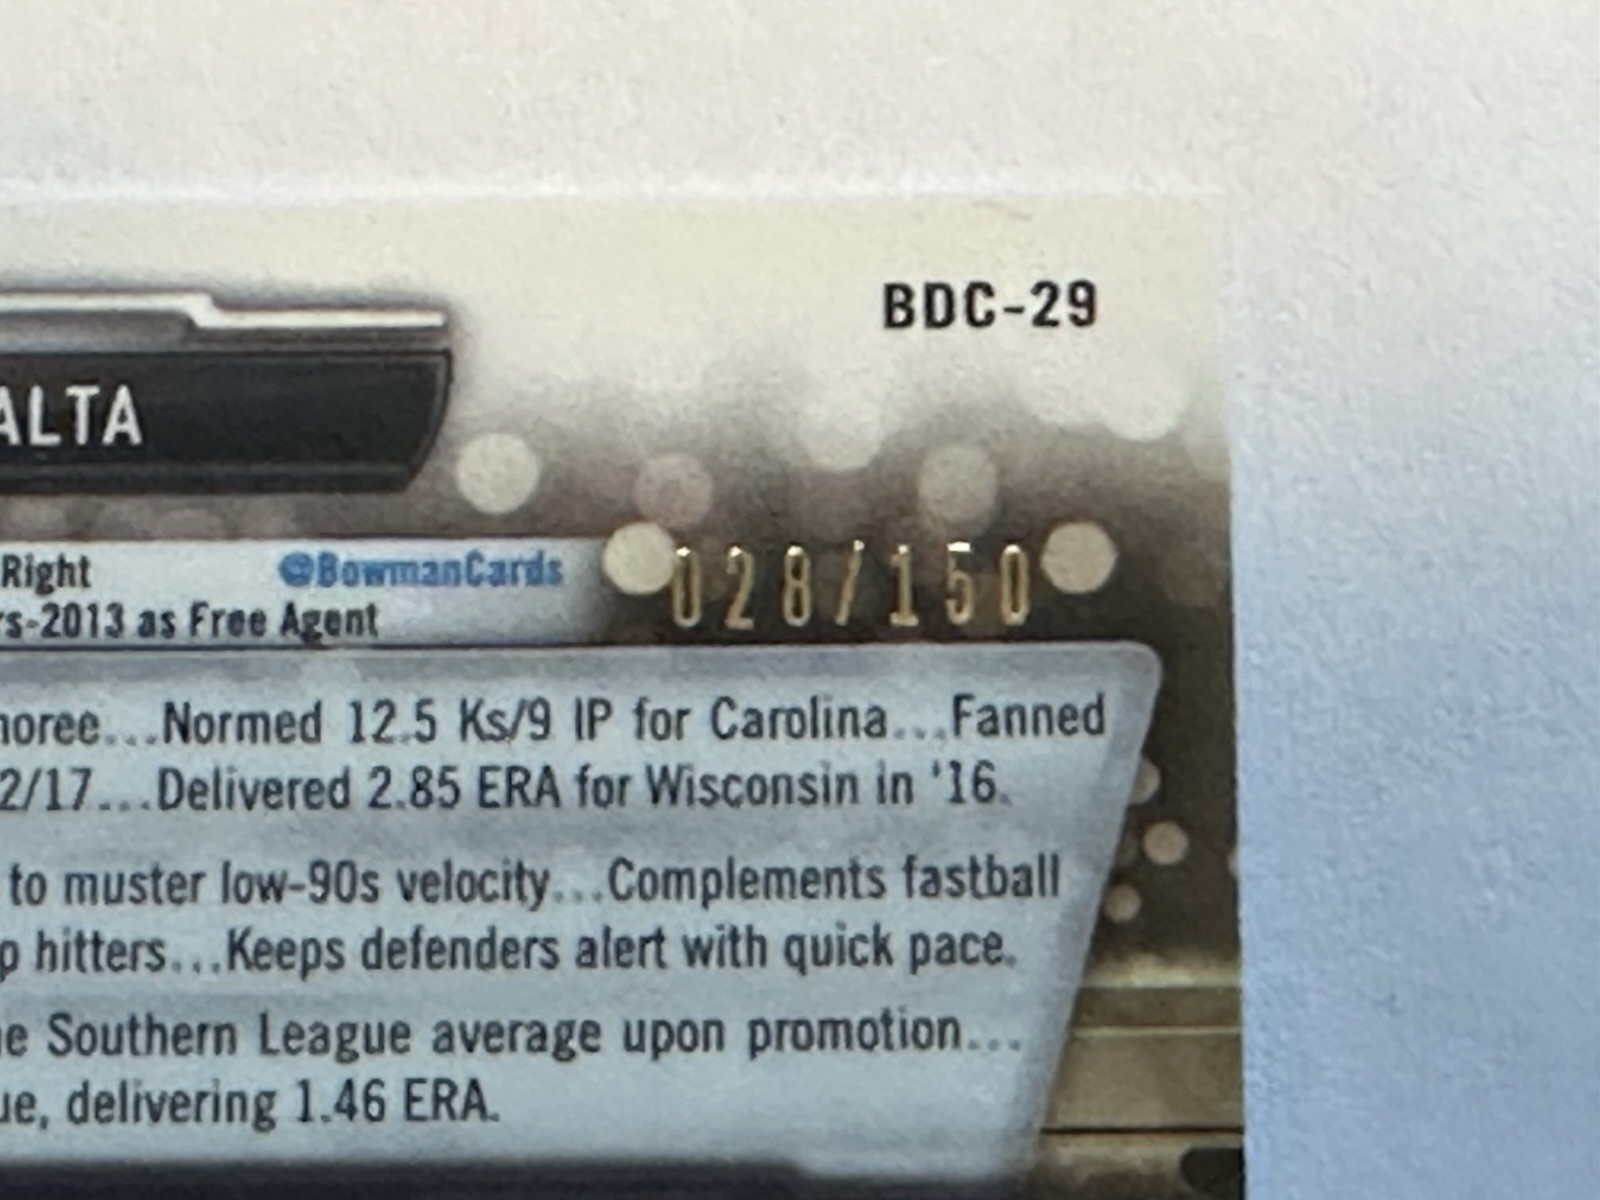 BDC-29
ALTA
Right @BowmanCards 028/150
rs-2013 as Free Agent
noree...Normed 12.5 Ks/9 IP for Carolina...Fanned
2/17...Delivered 2.85 ERA for Wisconsin in '16.
to muster low-90s velocity...Complements fastball
p hitters...Keeps defenders alert with quick pace.
e Southern League average upon promotion...
ue, delivering 1.46 ERA.